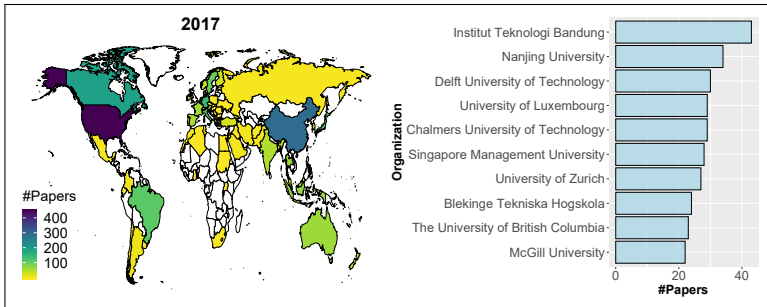 2017
#Papers
400
300
200
100
Organization
Institut Teknologi Bandung
Nanjing University
Delft University of Technology
University of Luxembourg
Chalmers University of Technology
Singapore Management University
University of Zurich
Blekinge Tekniska Hogskola
The University of British Columbia
McGill University
0 20 40
#Papers